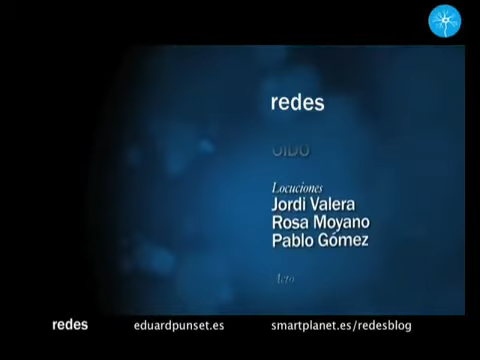 redes
Locuciones
Jordi Valera
Rosa Moyano
Pablo Gómez
redes
eduardpunset.es
smartplanet.es/redesblog